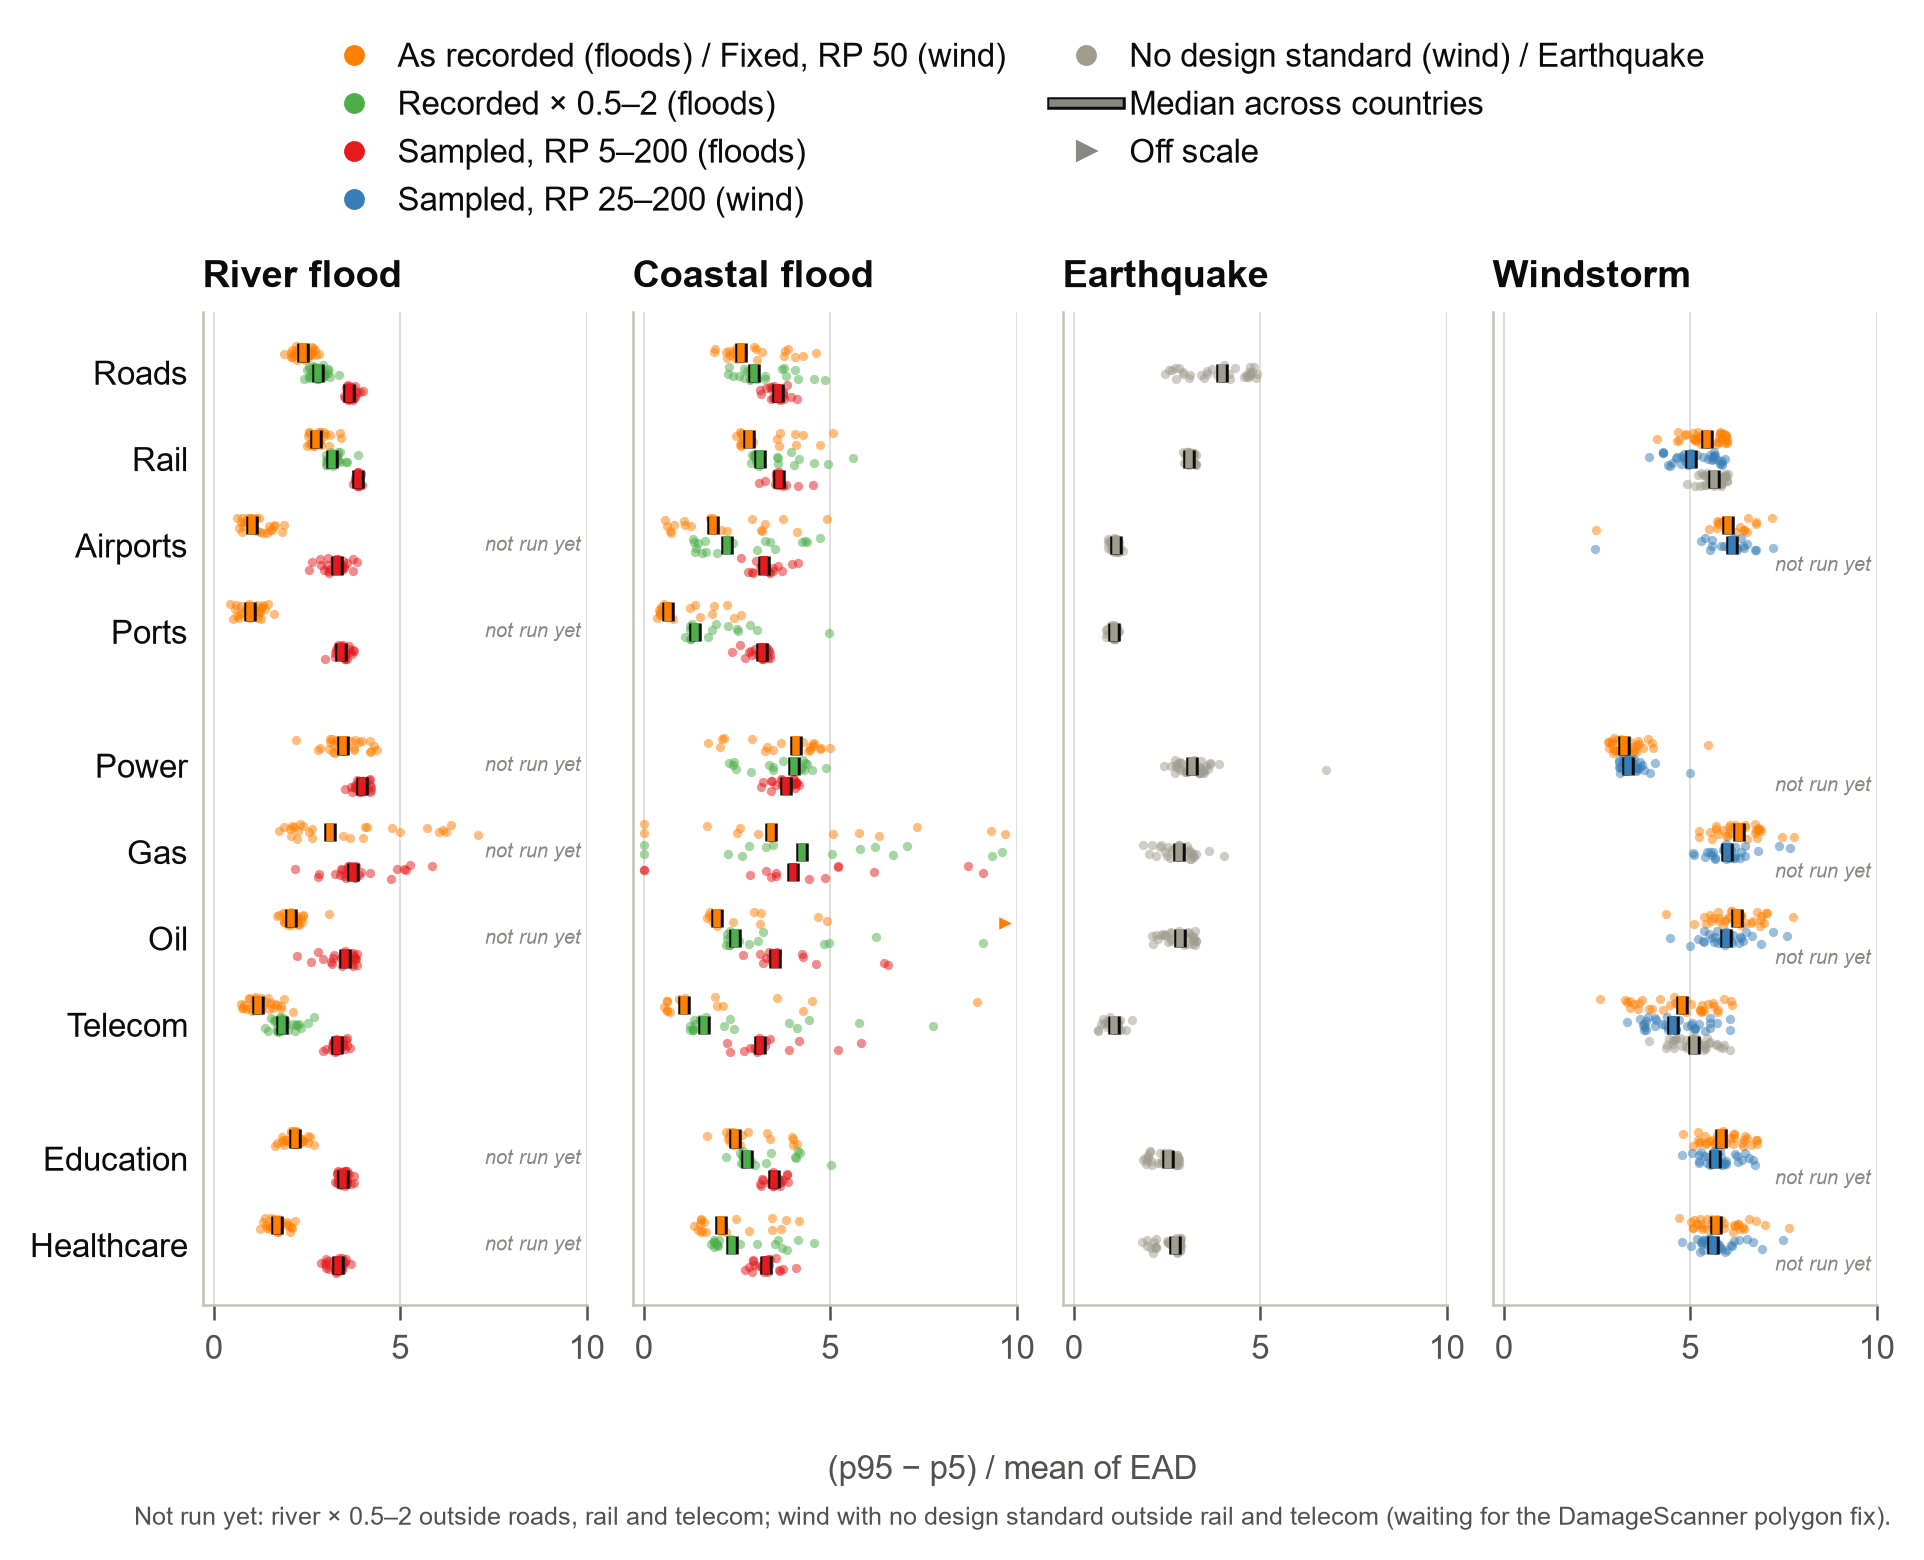 As recorded (floods) / Fixed, RP 50 (wind)
Recorded × 0.5–2 (floods)
Sampled, RP 5–200 (floods)
Sampled, RP 25–200 (wind)
No design standard (wind) / Earthquake
Median across countries
Off scale
River flood
Coastal flood
Earthquake
Windstorm
Roads
Rail
Airports
not run yet
not run yet
Ports
not run yet
Power
not run yet
not run yet
Gas
not run yet
not run yet
Oil
not run yet
not run yet
Telecom
Education
not run yet
not run yet
Healthcare
not run yet
not run yet
0 5 10
0 5 10
0 5 10
0 5 10
(p95 − p5) / mean of EAD
Not run yet: river × 0.5–2 outside roads, rail and telecom; wind with no design standard outside rail and telecom (waiting for the DamageScanner polygon fix).